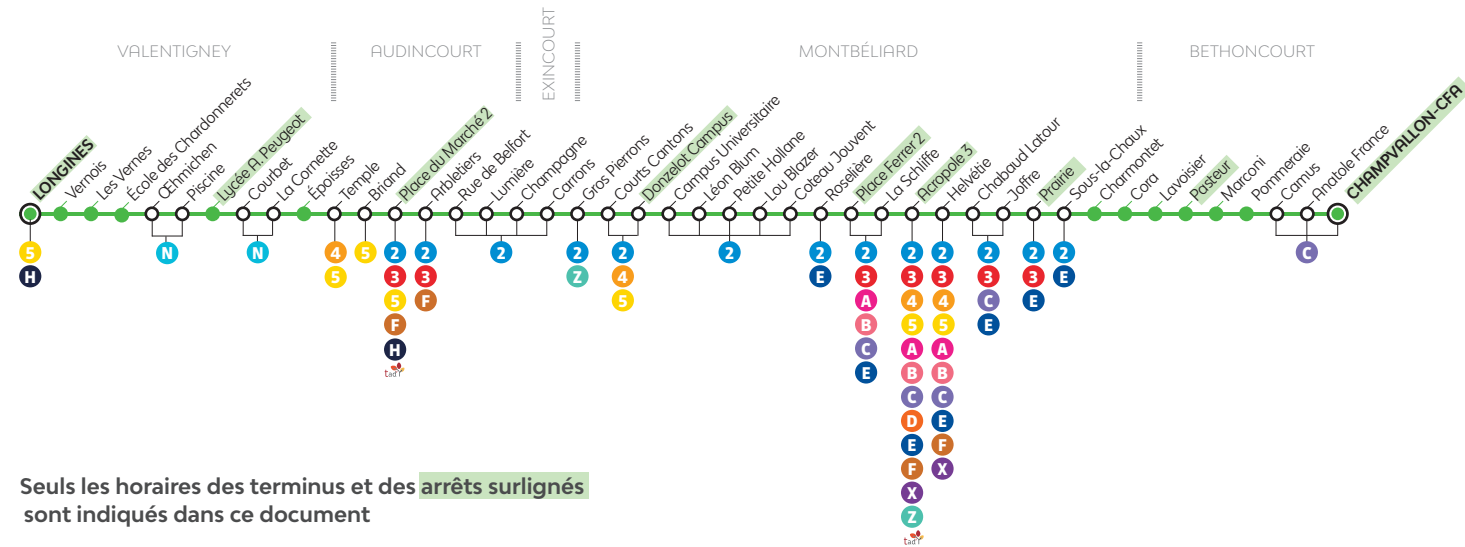 VALENTIGNEY
AUDINCOURT
EXINCOURT
MONTBÉLIARD
BETHONCOURT
LONGINES
Vernois
Les Vernes
École des Chardonnerets
Œhmichen
Piscine
Lycée A. Peugeot
Courbet
La Cornette
Époisses
Temple
Briand
Place du Marché 2
Arbletiers
Rue de Belfort
Lumière
Champagne
Carrons
Gros Pierrons
Courts Cantons
Donzelot Campus
Campus Universitaire
Léon Blum
Petite Hollane
Lou Blazer
Coteau Jouvent
Roselière
Place Ferrer 2
La Schliffe
Acropole 3
Helvétie
Chabaud Latour
Joffre
Prairie
Sous-la-Chaux
Charmontet
Cora
Lavoisier
Pasteur
Marconi
Pommeraie
Camus
Anatole France
CHAMPVALLON-CFA
5
H
N
N
4
5
5
2
3
5
F
H
tad'i
2
3
F
2
2
Z
2
4
5
2
2
E
2
3
A
B
C
E
2
3
4
5
A
B
C
D
E
F
X
Z
tad'i
2
3
4
5
A
B
C
E
F
X
2
3
C
E
2
3
E
2
E
C
Seuls les horaires des terminus et des arrêts surlignés
sont indiqués dans ce document